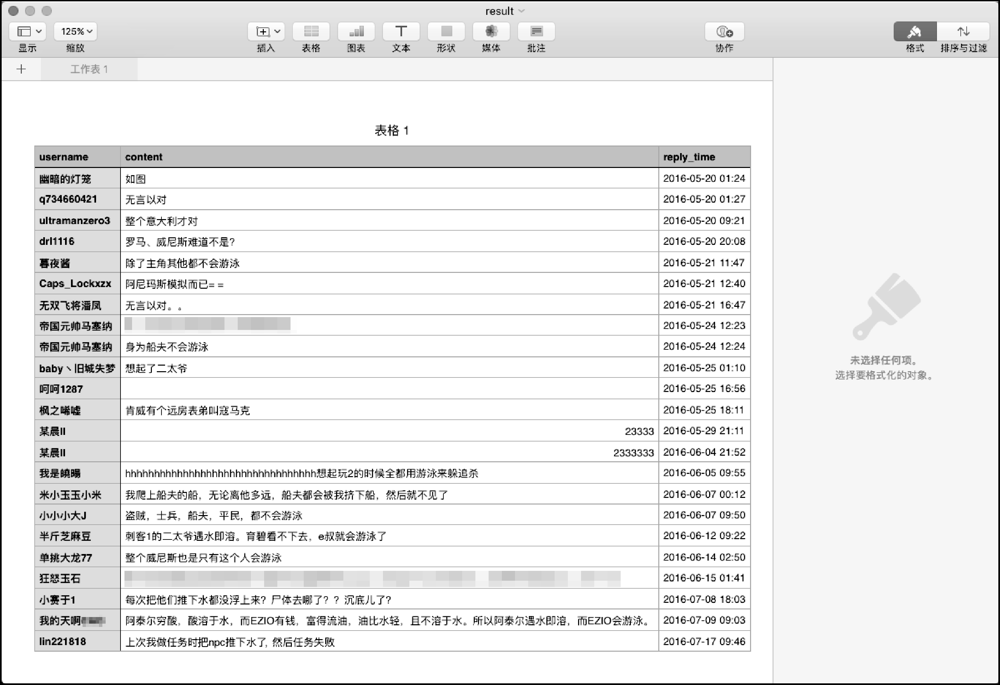 result
125%
显示 缩放 插入 表格 图表 文本 形状 媒体 批注 协作 格式 排序与过滤
工作表 1
表格 1
username content reply_time
幽暗的灯笼 如图 2016-05-20 01:24
q734660421 无言以对 2016-05-20 01:27
ultramanzero3 整个意大利才对 2016-05-20 09:21
drl1116 罗马、威尼斯难道不是? 2016-05-20 20:08
暮夜酱 除了主角其他都不会游泳 2016-05-21 11:47
Caps_Lockxzx 阿尼玛斯模拟而已= = 2016-05-21 12:40
无双飞将潘凤 无言以对。。 2016-05-21 16:47
帝国元帅马塞纳 2016-05-24 12:23
帝国元帅马塞纳 身为船夫不会游泳 2016-05-24 12:24
baby丶旧城失梦 想起了二太爷 2016-05-25 01:10
呵呵1287 2016-05-25 16:56
枫之唏嘘 肯威有个远房表弟叫寇马克 2016-05-25 18:11
某晨II 23333 2016-05-29 21:11
某晨II 2333333 2016-06-04 21:52
我是皢暘 hhhhhhhhhhhhhhhhhhhhhhhhhhhhhhhhh想起玩2的时候全都用游泳来躲追杀 2016-06-05 09:55
米小玉玉小米 我爬上船夫的船，无论离他多远，船夫都会被我挤下船，然后就不见了 2016-06-07 00:12
小小小大J 盗贼，士兵，船夫，平民，都不会游泳 2016-06-07 09:50
半斤芝麻豆 刺客1的二太爷遇水即溶。育碧看不下去，e叔就会游泳了 2016-06-12 09:22
单挑大龙77 整个威尼斯也是只有这个人会游泳 2016-06-14 02:50
狂怒玉石 2016-06-15 01:41
小赛于1 每次把他们推下水都没浮上来？尸体去哪了？？沉底儿了？ 2016-07-08 18:03
我的天啊 阿泰尔穷酸，酸溶于水，而EZIO有钱，富得流油，油比水轻，且不溶于水。所以阿泰尔遇水即溶，而EZIO会游泳。 2016-07-09 09:03
lin221818 上次我做任务时把npc推下水了, 然后任务失败 2016-07-17 09:46
未选择任何项。
选择要格式化的对象。